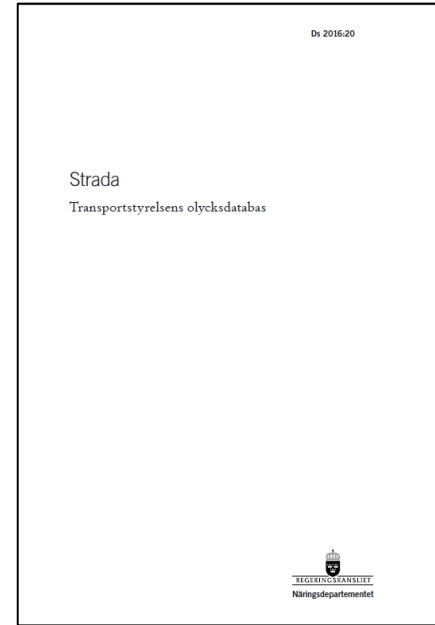 Ds 2016:20
Strada
Transportstyrelsens olycksdatabas
REGERINGSKANSLIET
Näringsdepartementet